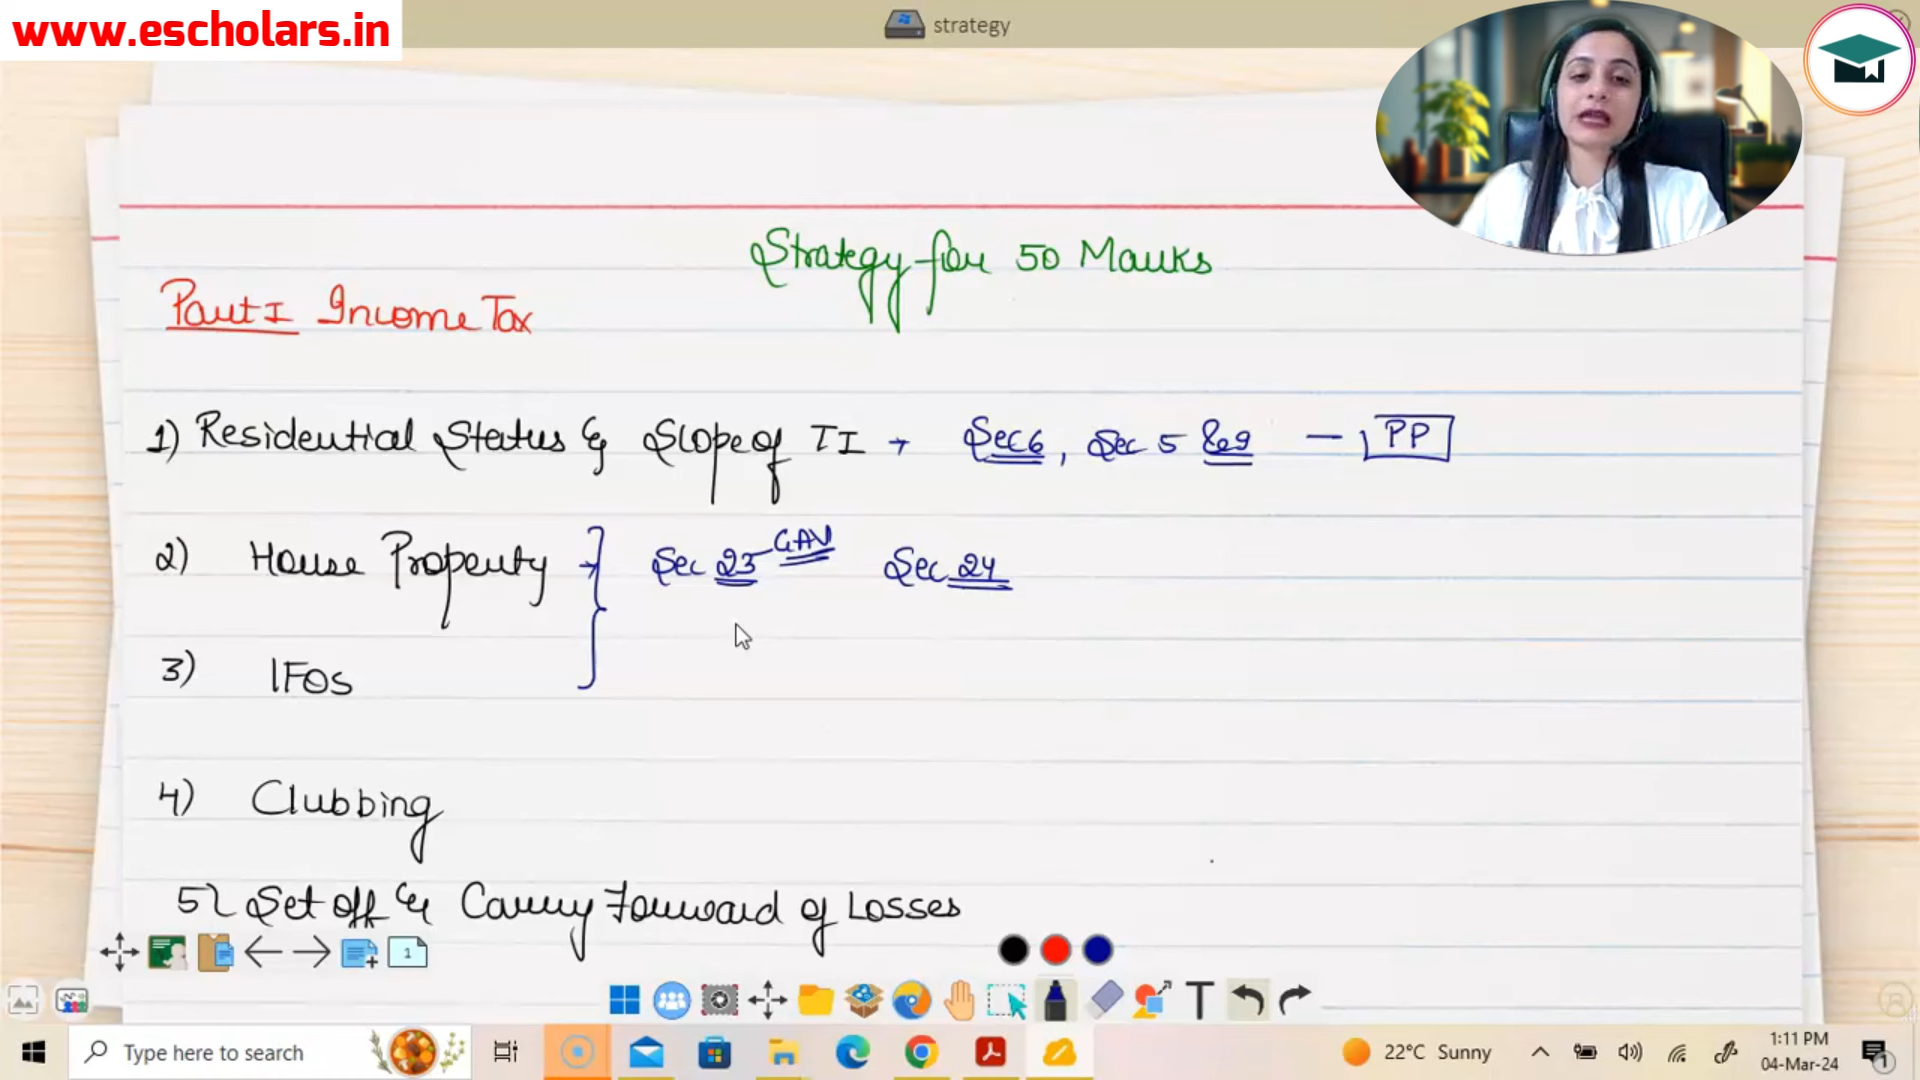 www.escholars.in
strategy
Strategy for 50 Marks
Part I Income Tax
1) Residential Status & Scope of TI → Sec 6, Sec 5 & 9 — PP
2) House Property → Sec 23 GAV Sec 24
3) IFOS
4) Clubbing
5) Set off & Carry Forward of Losses
1
T
Type here to search
22°C Sunny
1:11 PM
04-Mar-24
1